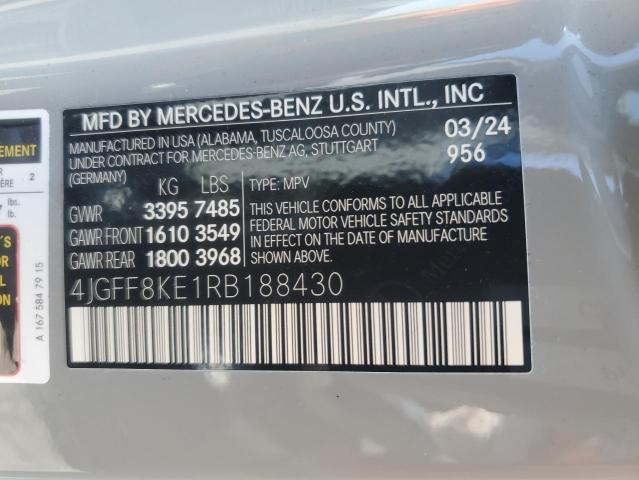 MFD BY MERCEDES-BENZ U.S. INTL., INC
MANUFACTURED IN USA (ALABAMA, TUSCALOOSA COUNTY)
UNDER CONTRACT FOR MERCEDES-BENZ AG, STUTTGART
(GERMANY)
03/24
956
KG LBS
GVWR 3395 7485
GAWR FRONT 1610 3549
GAWR REAR 1800 3968
TYPE: MPV
THIS VEHICLE CONFORMS TO ALL APPLICABLE
FEDERAL MOTOR VEHICLE SAFETY STANDARDS
IN EFFECT ON THE DATE OF MANUFACTURE
SHOWN ABOVE.
4JGFF8KE1RB188430
2
lbs.
lb.
A 167 584 79 15